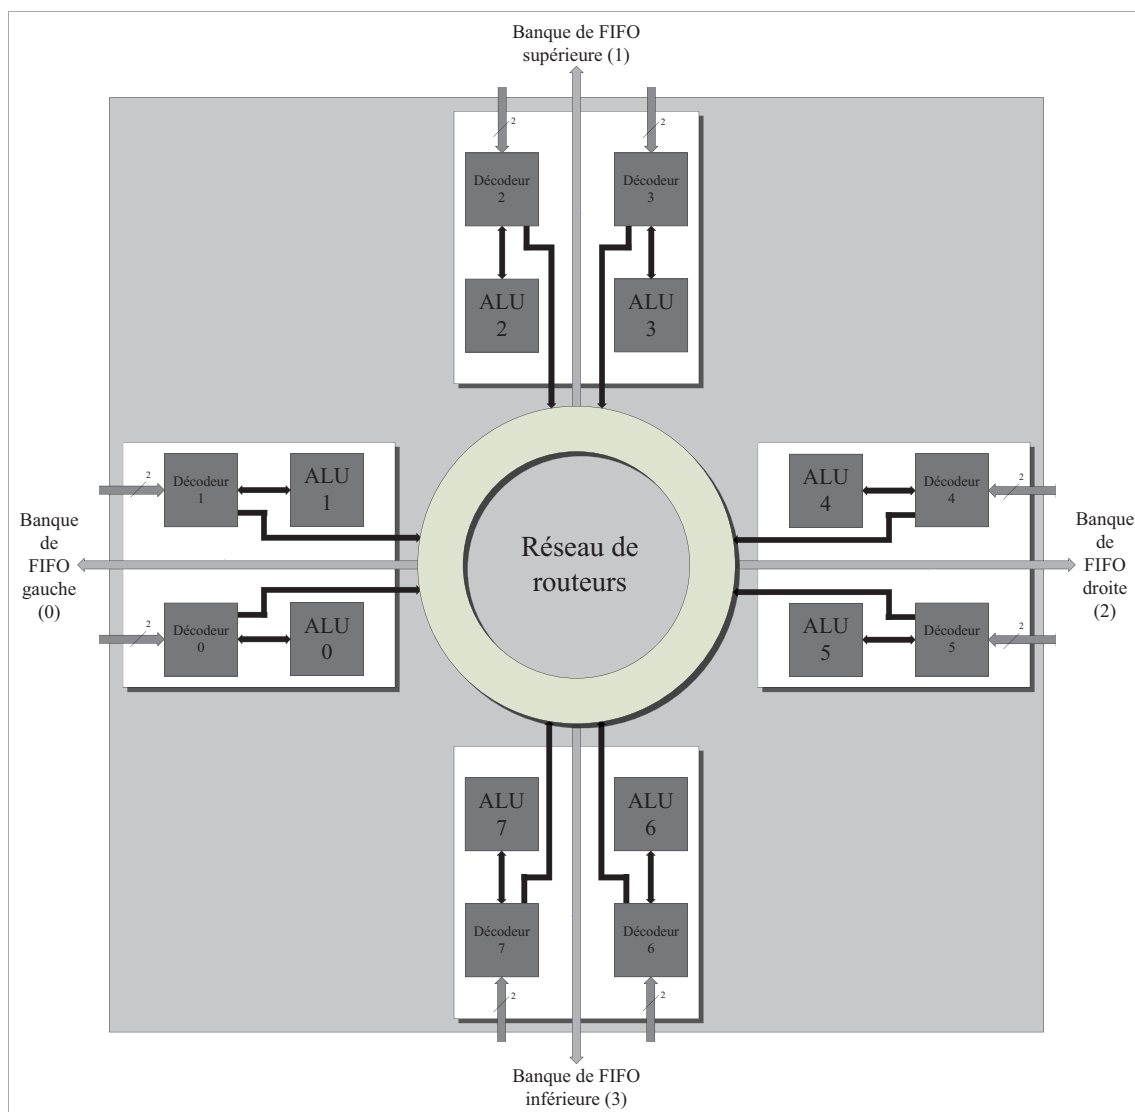 Banque de FIFO
supérieure (1)
2
2
Décodeur
2
Décodeur
3
ALU
2
ALU
3
2
Décodeur
1
ALU
1
ALU
4
Décodeur
4
2
Banque
de
FIFO
gauche
(0)
Réseau de
routeurs
Banque
de
FIFO
droite
(2)
2
Décodeur
0
ALU
0
ALU
5
Décodeur
5
2
ALU
7
ALU
6
Décodeur
7
Décodeur
6
2
2
Banque de FIFO
inférieure (3)